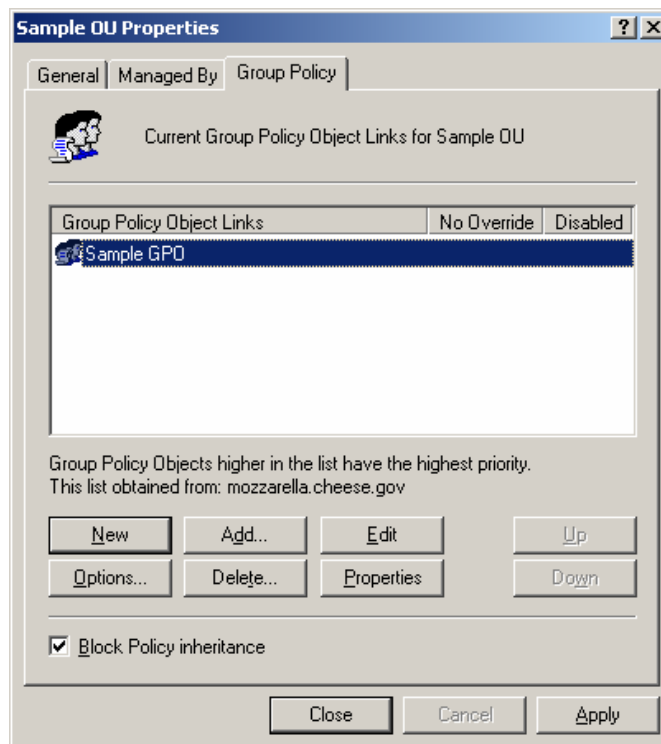 Sample OU Properties
General Managed By Group Policy
Current Group Policy Object Links for Sample OU
Group Policy Object Links No Override Disabled
Sample GPO
Group Policy Objects higher in the list have the highest priority.
This list obtained from: mozzarella.cheese.gov
New Add... Edit Up
Options... Delete... Properties Down
Block Policy inheritance
Close Cancel Apply